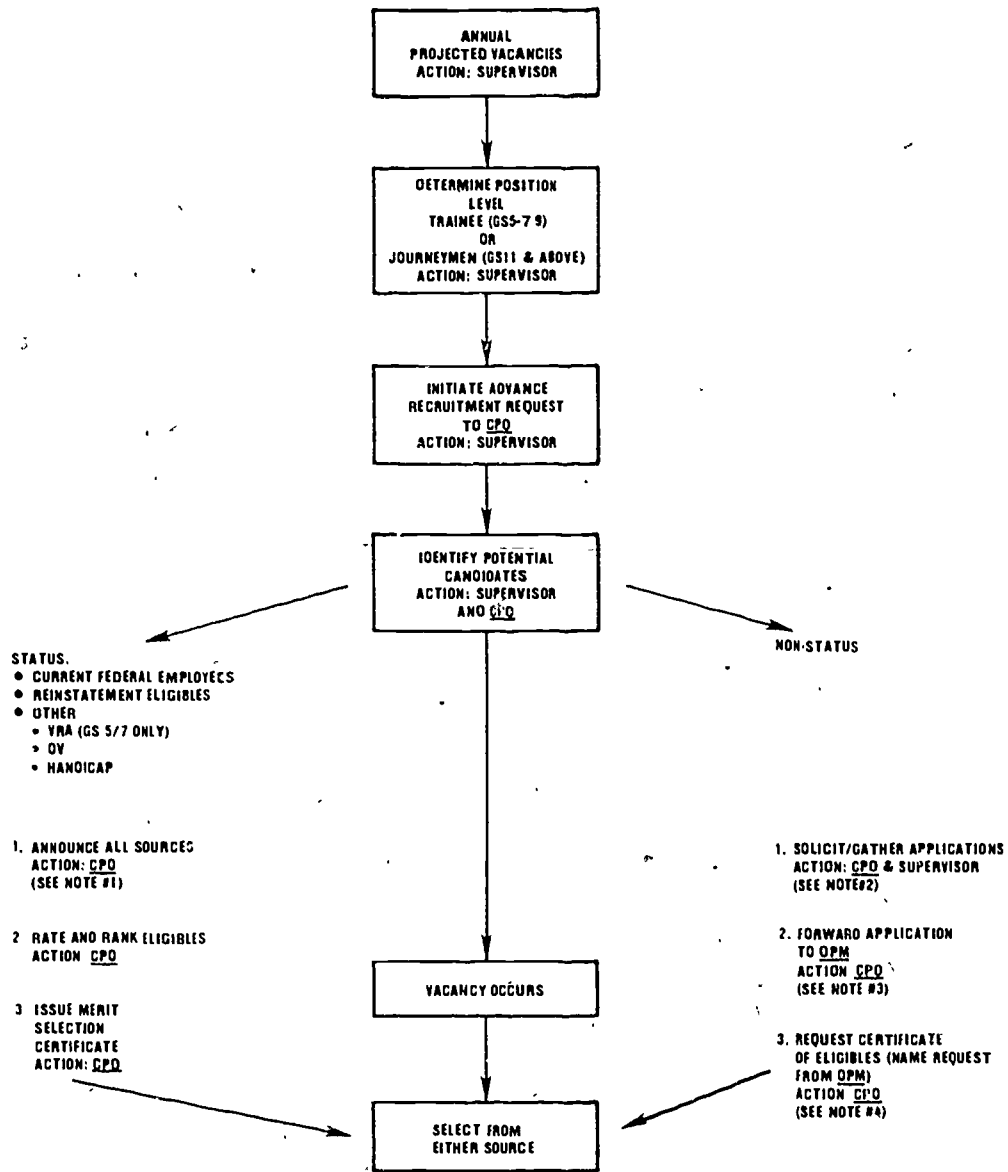 ANNUAL
PROJECTED VACANCIES
ACTION: SUPERVISOR
DETERMINE POSITION
LEVEL
TRAINEE (GS5-7 9)
OR
JOURNEYMEN (GS11 & ABOVE)
ACTION: SUPERVISOR
INITIATE ADVANCE
RECRUITMENT REQUEST
TO CPO
ACTION: SUPERVISOR
IDENTIFY POTENTIAL
CANDIDATES
ACTION: SUPERVISOR
AND CPO
STATUS.
• CURRENT FEDERAL EMPLOYEES
• REINSTATEMENT ELIGIBLES
• OTHER
• VRA (GS 5/7 ONLY)
• DV
• HANDICAP
1. ANNOUNCE ALL SOURCES
ACTION: CPO
(SEE NOTE #1)
2 RATE AND RANK ELIGIBLES
ACTION CPO
3 ISSUE MERIT
SELECTION
CERTIFICATE
ACTION: CPO
NON-STATUS
1. SOLICIT/GATHER APPLICATIONS
ACTION: CPO & SUPERVISOR
(SEE NOTE#2)
2. FORWARD APPLICATION
TO OPM
ACTION CPO
(SEE NOTE #3)
3. REQUEST CERTIFICATE
OF ELIGIBLES (NAME REQUEST
FROM OPM)
ACTION CPO
(SEE NOTE #4)
VACANCY OCCURS
SELECT FROM
EITHER SOURCE